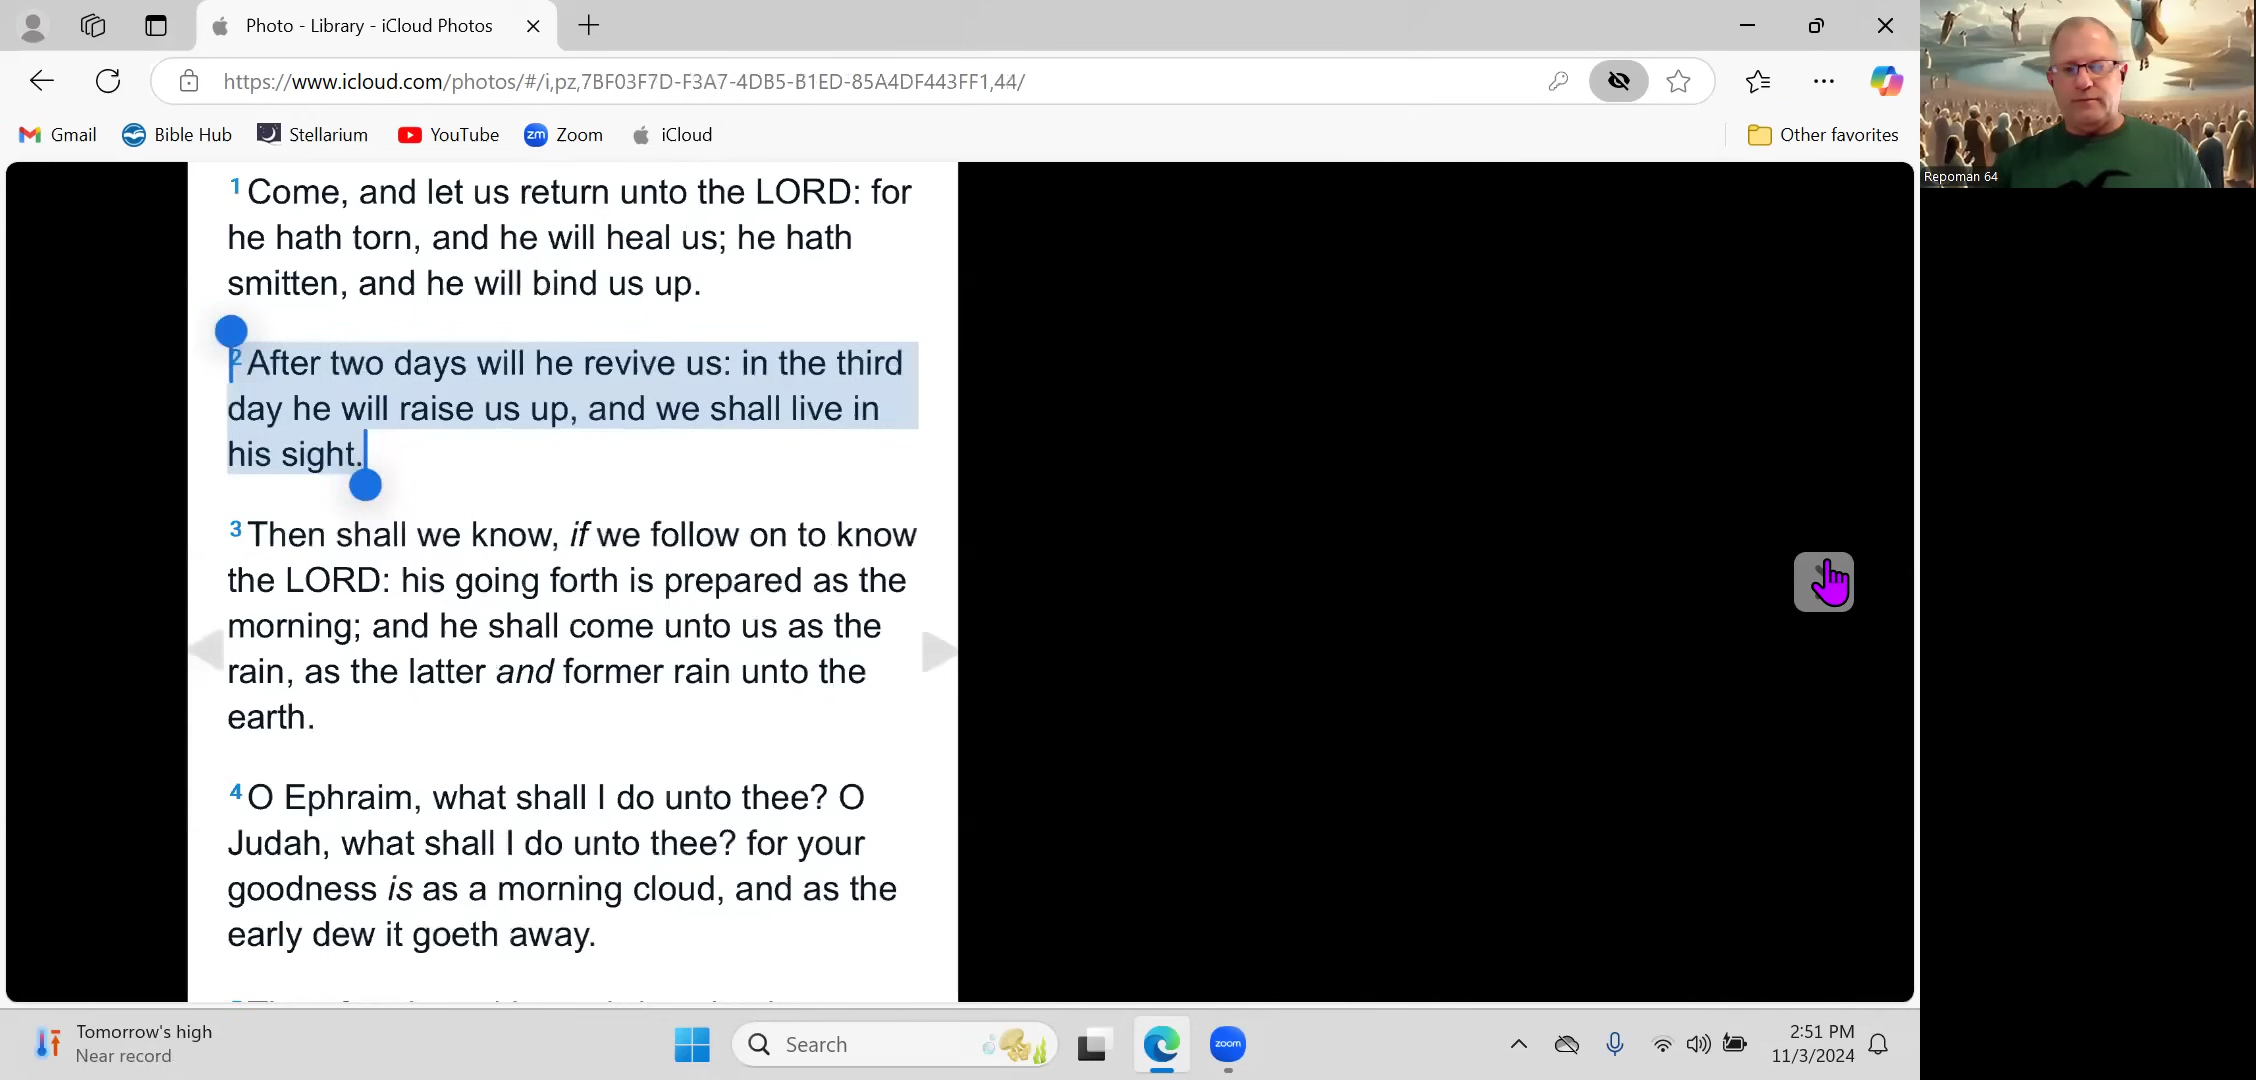 Photo - Library - iCloud Photos
https://www.icloud.com/photos/#/i,pz,7BF03F7D-F3A7-4DB5-B1ED-85A4DF443FF1,44/
Gmail Bible Hub Stellarium YouTube zm Zoom iCloud Other favorites
Repoman 64
1 Come, and let us return unto the LORD: for
he hath torn, and he will heal us; he hath
smitten, and he will bind us up.
2 After two days will he revive us: in the third
day he will raise us up, and we shall live in
his sight.
3 Then shall we know, if we follow on to know
the LORD: his going forth is prepared as the
morning; and he shall come unto us as the
rain, as the latter and former rain unto the
earth.
4 O Ephraim, what shall I do unto thee? O
Judah, what shall I do unto thee? for your
goodness is as a morning cloud, and as the
early dew it goeth away.
Tomorrow's high
Near record
Search
zoom
2:51 PM
11/3/2024